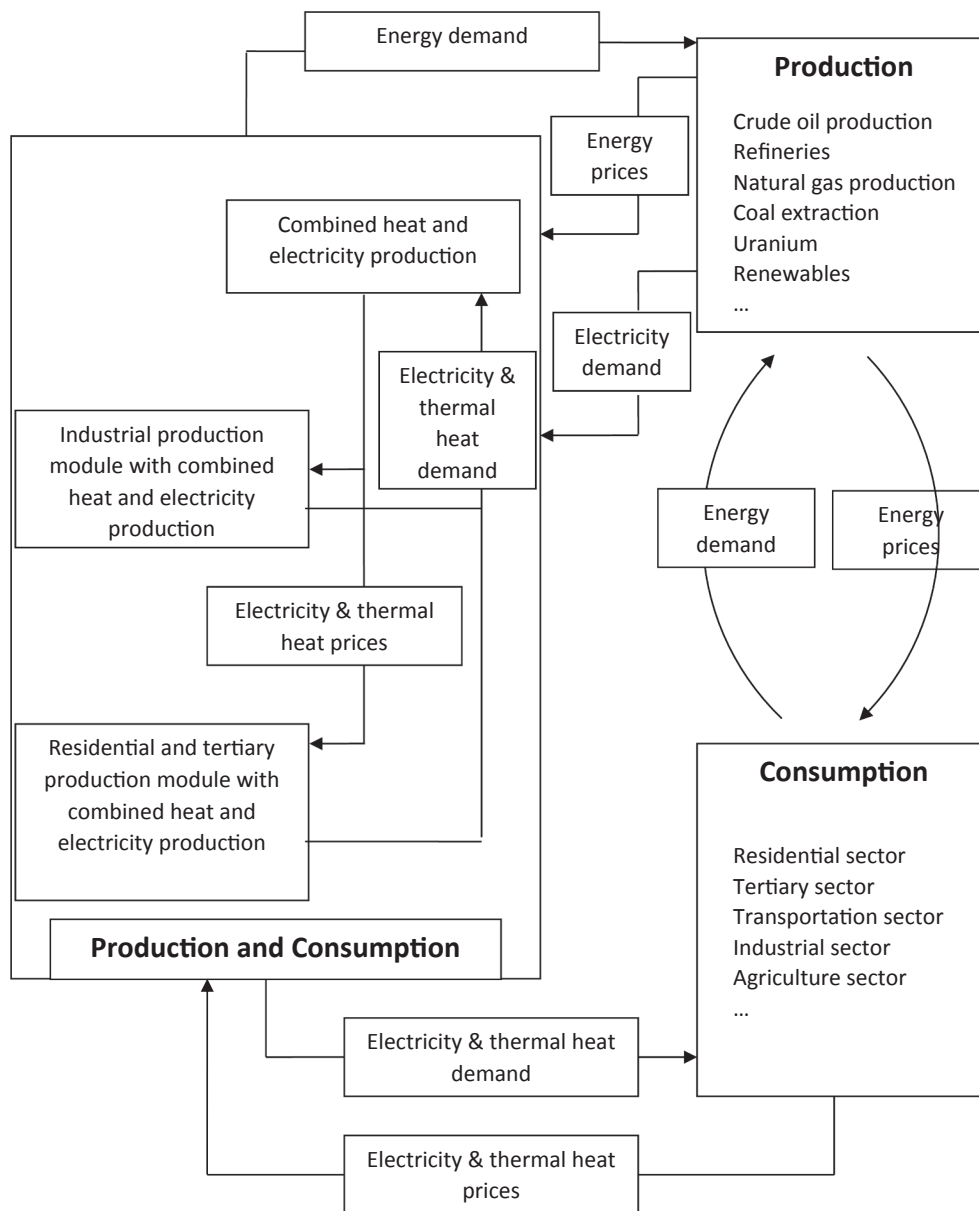 Energy demand
Production
Crude oil production
Refineries
Natural gas production
Coal extraction
Uranium
Renewables
...
Energy
prices
Combined heat and
electricity production
Electricity
demand
Electricity &
thermal
heat
demand
Industrial production
module with combined
heat and electricity
production
Energy
demand
Energy
prices
Electricity & thermal
heat prices
Residential and tertiary
production module with
combined heat and
electricity production
Consumption
Residential sector
Tertiary sector
Transportation sector
Industrial sector
Agriculture sector
...
Production and Consumption
Electricity & thermal heat
demand
Electricity & thermal heat
prices